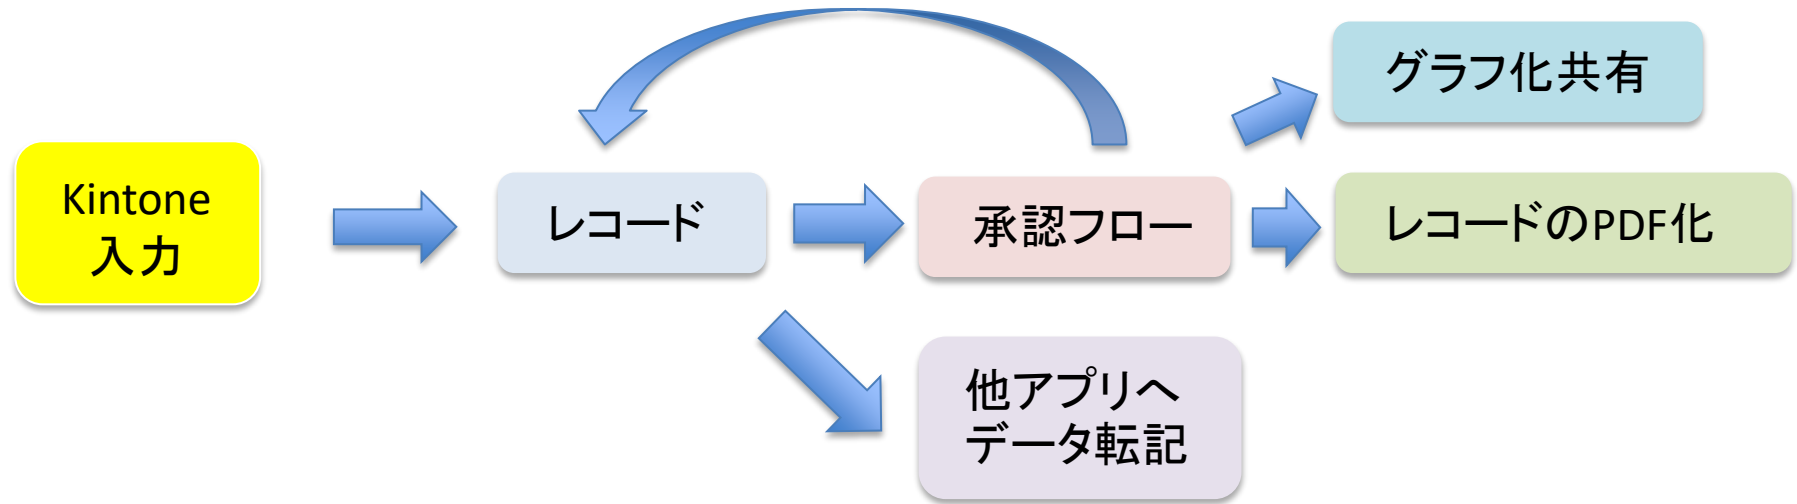 Kintone
入力
レコード
承認フロー
グラフ化共有
レコードのPDF化
他アプリへ
データ転記